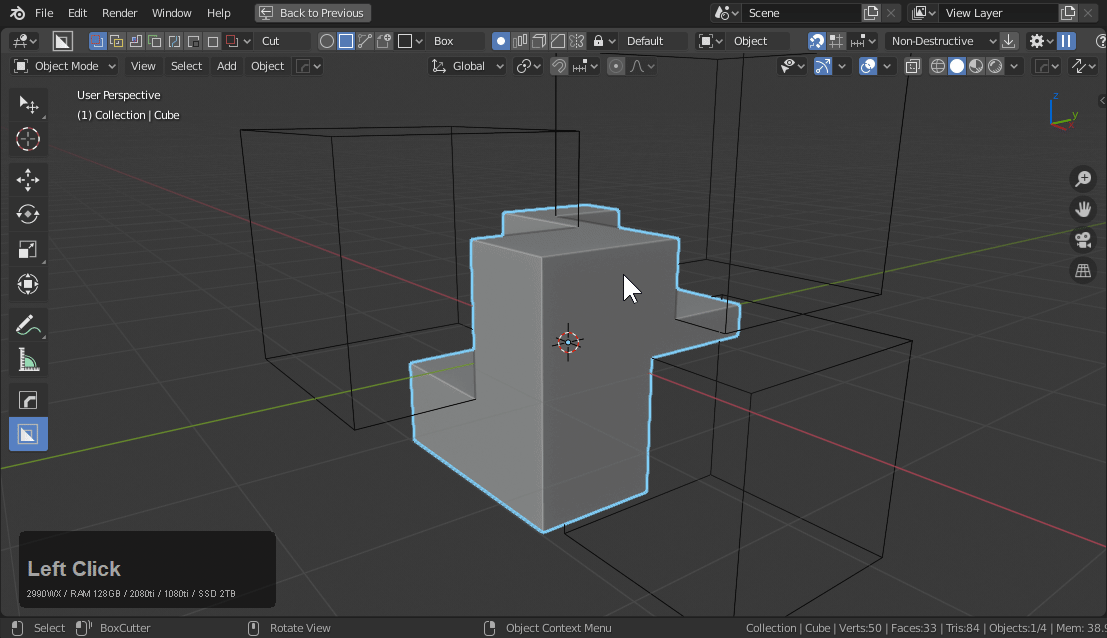 File Edit Render Window Help Back to Previous Scene View Layer
Cut Box Default Object Non-Destructive
Object Mode View Select Add Object Global
User Perspective
(1) Collection | Cube
z
y
x
Left Click
2990WX / RAM 128GB / 2080ti / 1080ti / SSD 2TB
Select BoxCutter Rotate View Object Context Menu Collection | Cube | Verts:50 | Faces:33 | Tris:84 | Objects:1/4 | Mem: 38.9